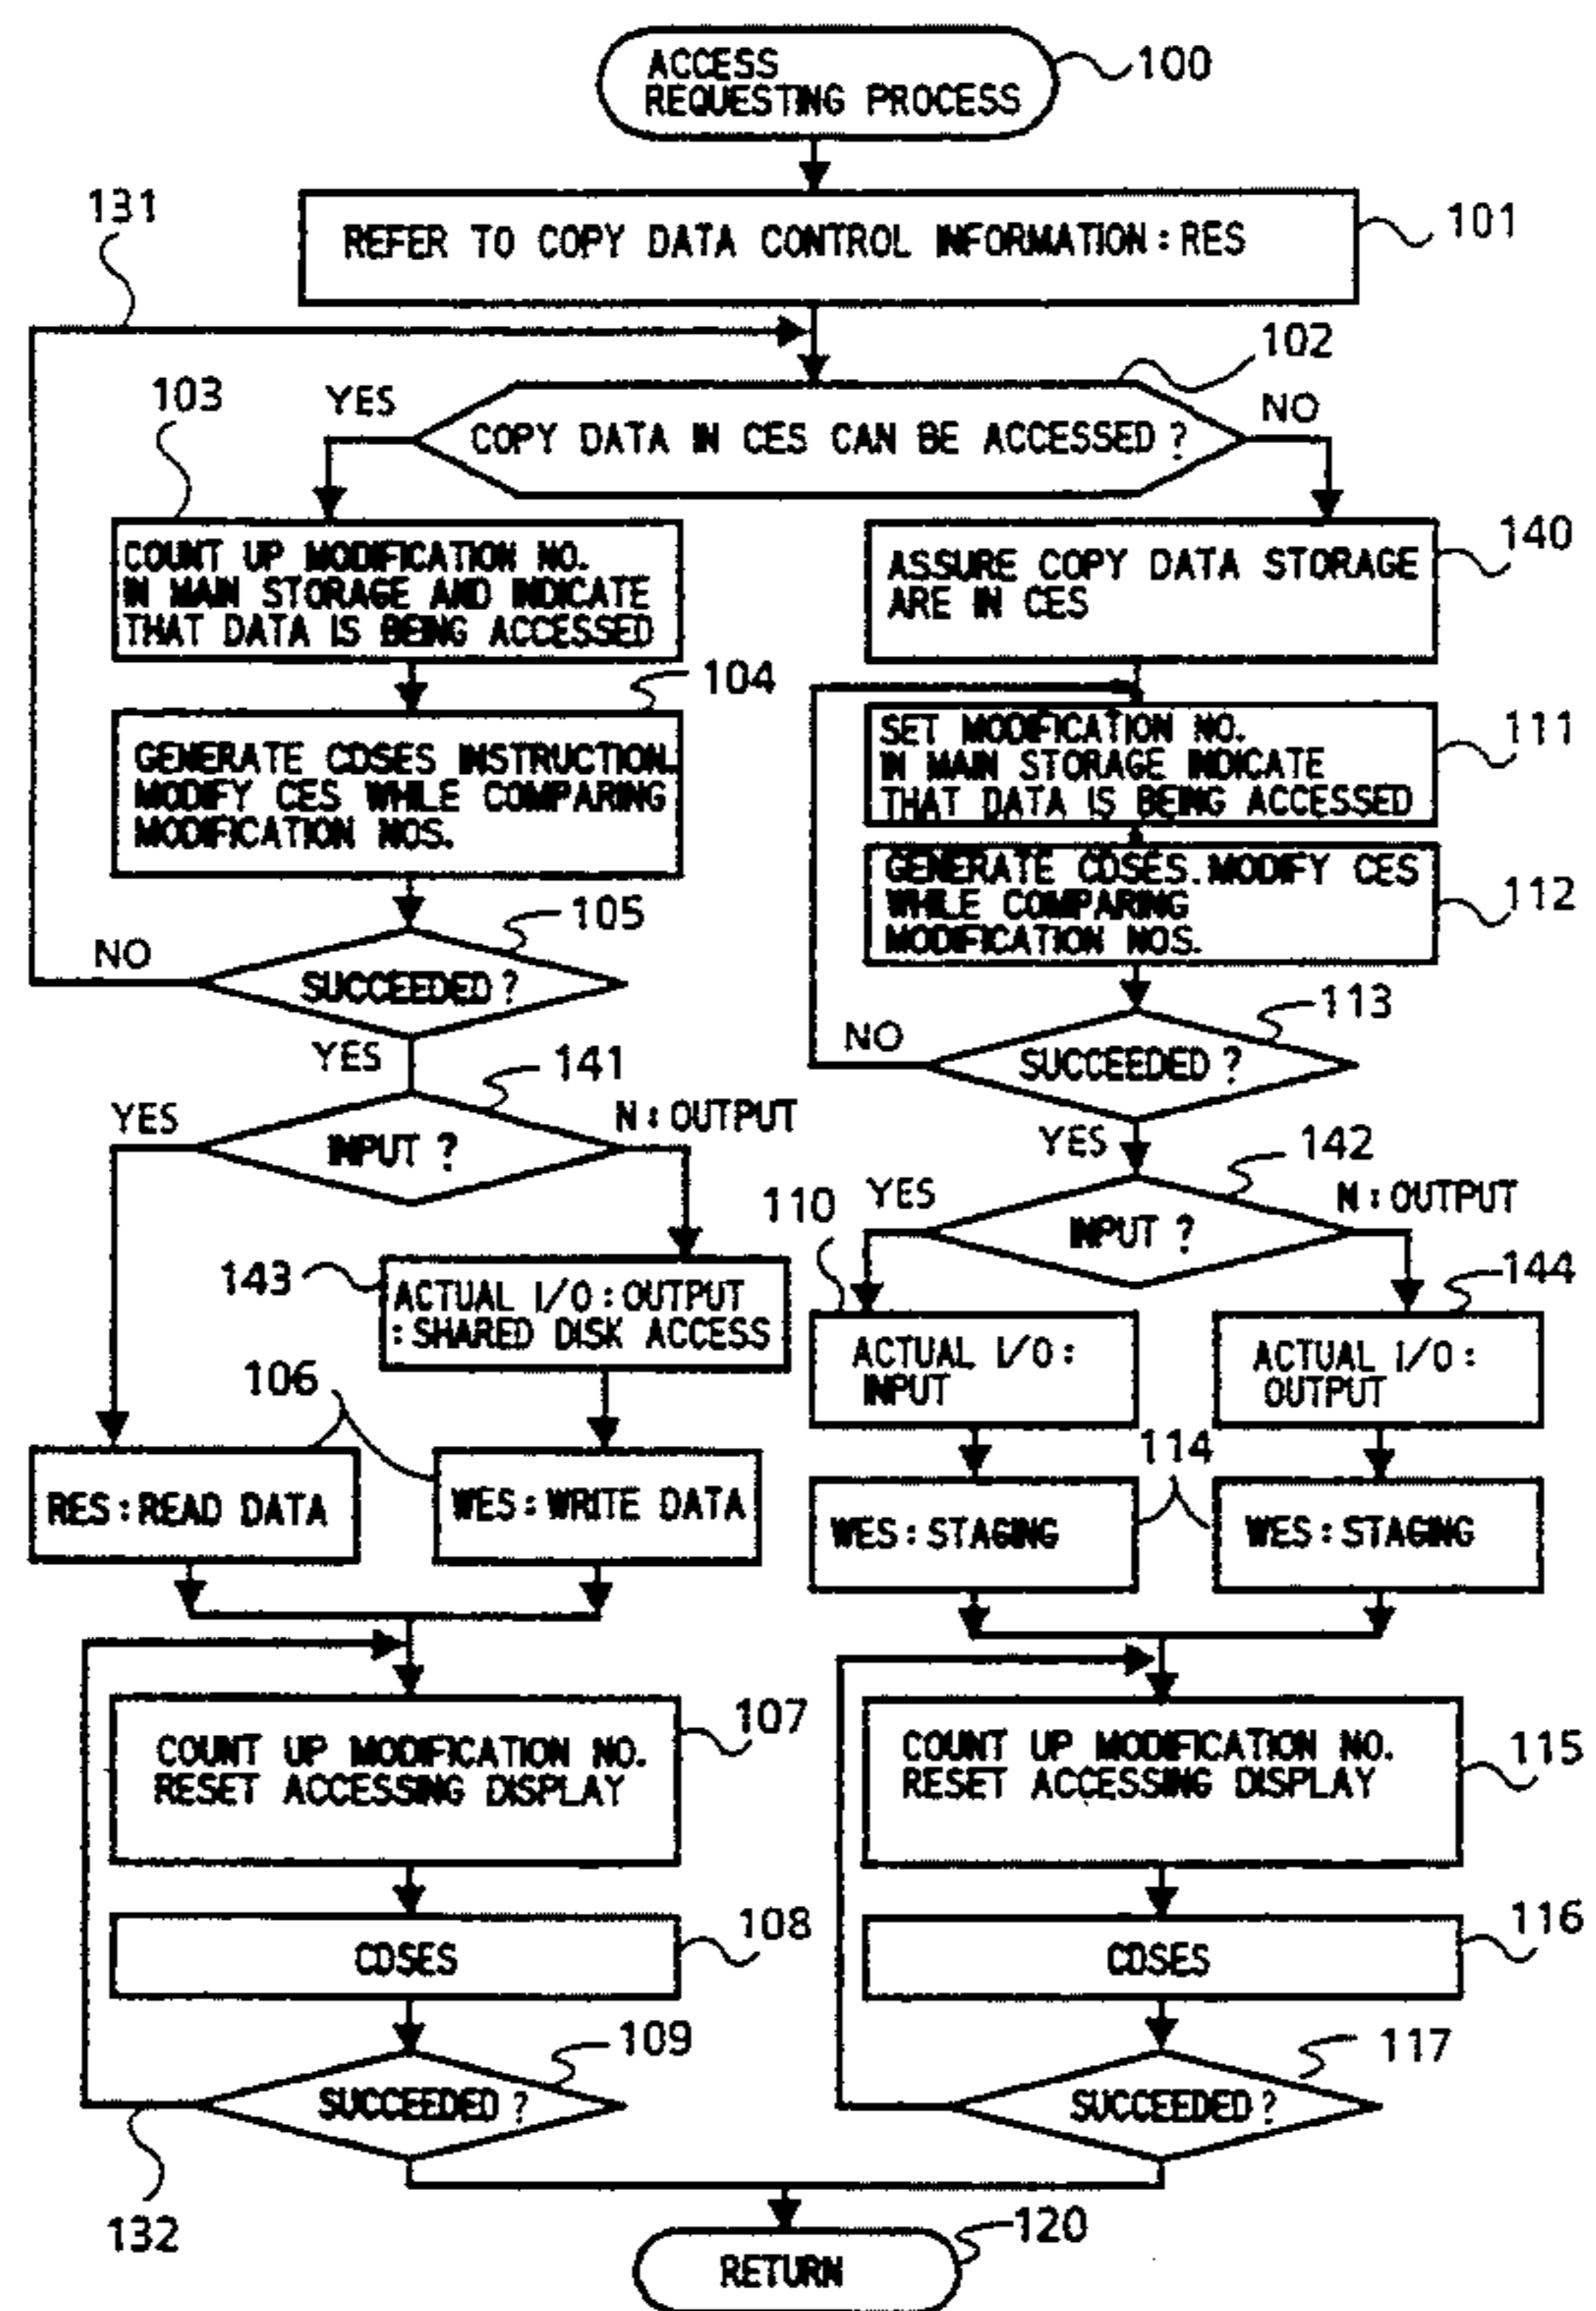 ACCESS
REQUESTING PROCESS
100
131
REFER TO COPY DATA CONTROL INFORMATION : RES
101
102
103
YES
COPY DATA IN CES CAN BE ACCESSED ?
NO
COUNT UP MODIFICATION NO.
IN MAIN STORAGE AND INDICATE
THAT DATA IS BEING ACCESSED
ASSURE COPY DATA STORAGE
ARE IN CES
140
104
GENERATE CDSES INSTRUCTION.
MODIFY CES WHILE COMPARING
MODIFICATION NOS.
SET MODIFICATION NO.
IN MAIN STORAGE INDICATE
THAT DATA IS BEING ACCESSED
111
GENERATE CDSES. MODIFY CES
WHILE COMPARING
MODIFICATION NOS.
112
105
NO
SUCCEEDED ?
YES
113
NO
SUCCEEDED ?
YES
141
YES
INPUT ?
N : OUTPUT
142
110
YES
INPUT ?
N : OUTPUT
143
ACTUAL I/O : OUTPUT
: SHARED DISK ACCESS
144
ACTUAL I/O :
INPUT
ACTUAL I/O :
OUTPUT
106
RES : READ DATA
WES : WRITE DATA
114
WES : STAGING
WES : STAGING
COUNT UP MODIFICATION NO.
RESET ACCESSING DISPLAY
107
COUNT UP MODIFICATION NO.
RESET ACCESSING DISPLAY
115
CDSES
108
CDSES
116
109
SUCCEEDED ?
117
SUCCEEDED ?
132
RETURN
120